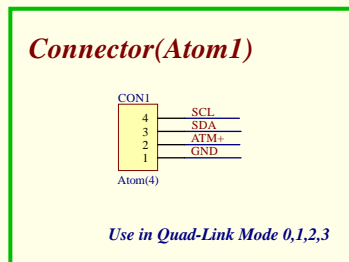 Connector(Atom1)
CON1
4 SCL
3 SDA
2 ATM+
1 GND
Atom(4)
Use in Quad-Link Mode 0,1,2,3